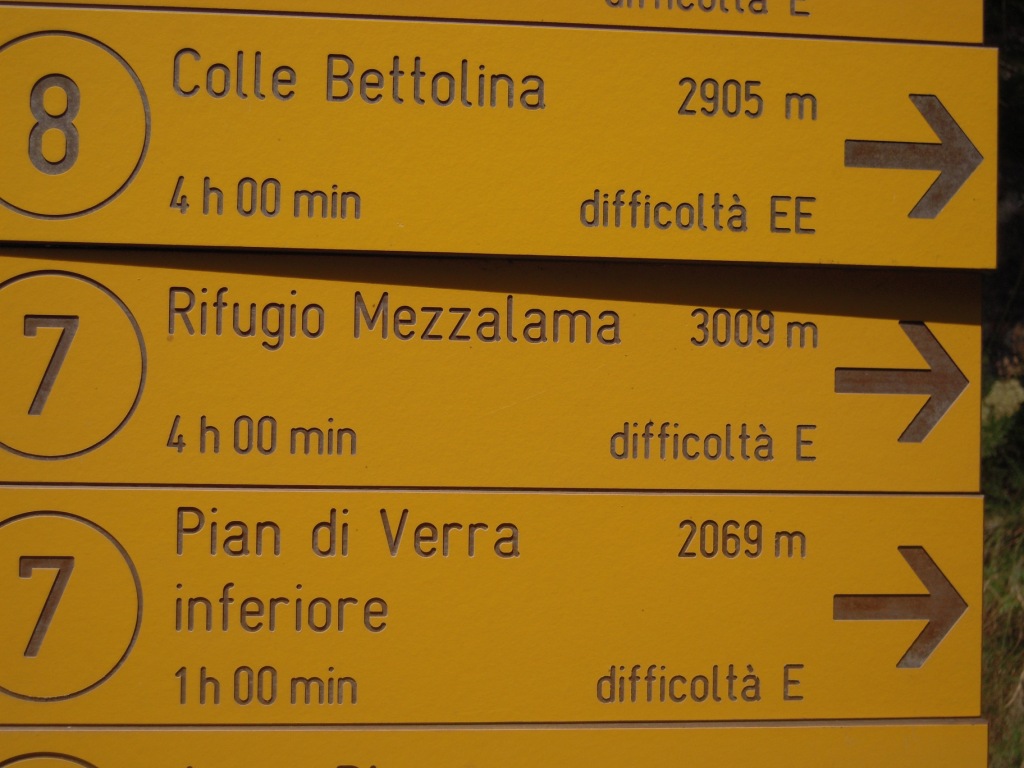 difficoltà E
8
Colle Bettolina 2905 m
4 h 00 min difficoltà EE
7
Rifugio Mezzalama 3009 m
4 h 00 min difficoltà E
7
Pian di Verra 2069 m
inferiore
1 h 00 min difficoltà E